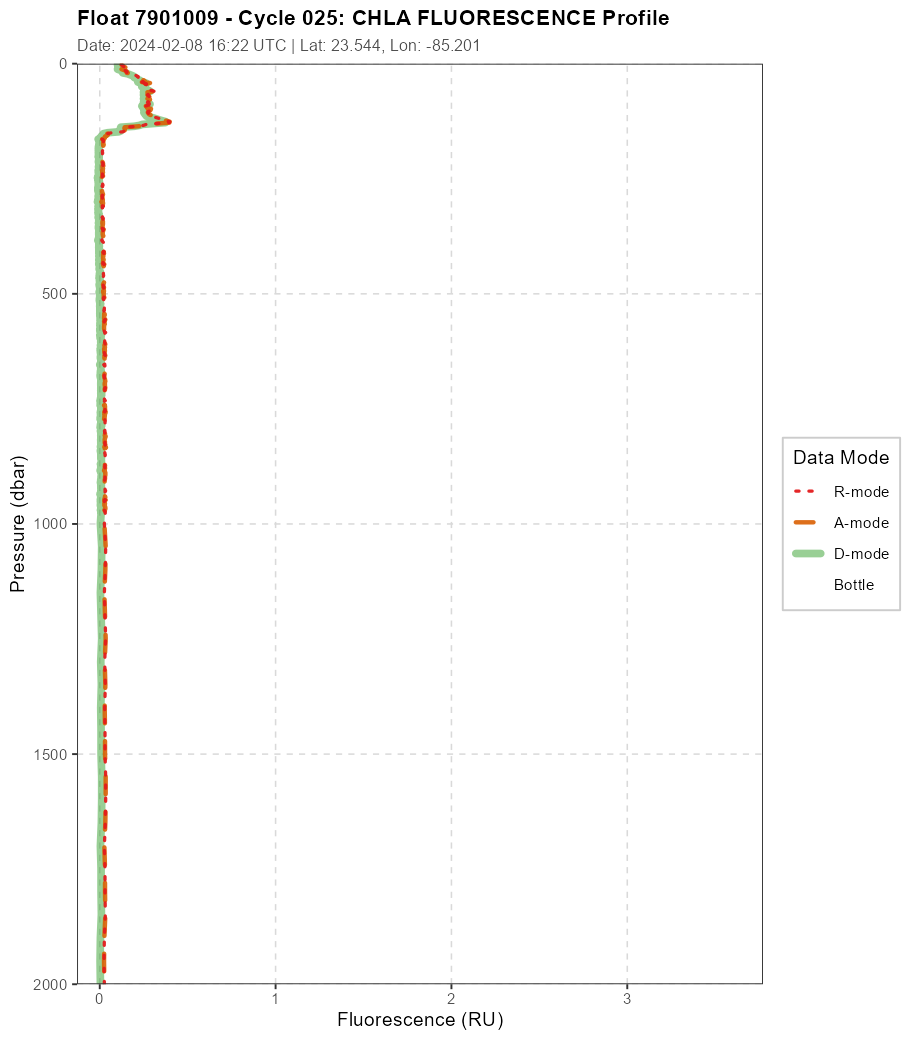 Float 7901009 - Cycle 025: CHLA FLUORESCENCE Profile
Date: 2024-02-08 16:22 UTC | Lat: 23.544, Lon: -85.201
0
500
1000
1500
2000
Pressure (dbar)
0 1 2 3
Fluorescence (RU)
Data Mode
R-mode
A-mode
D-mode
Bottle